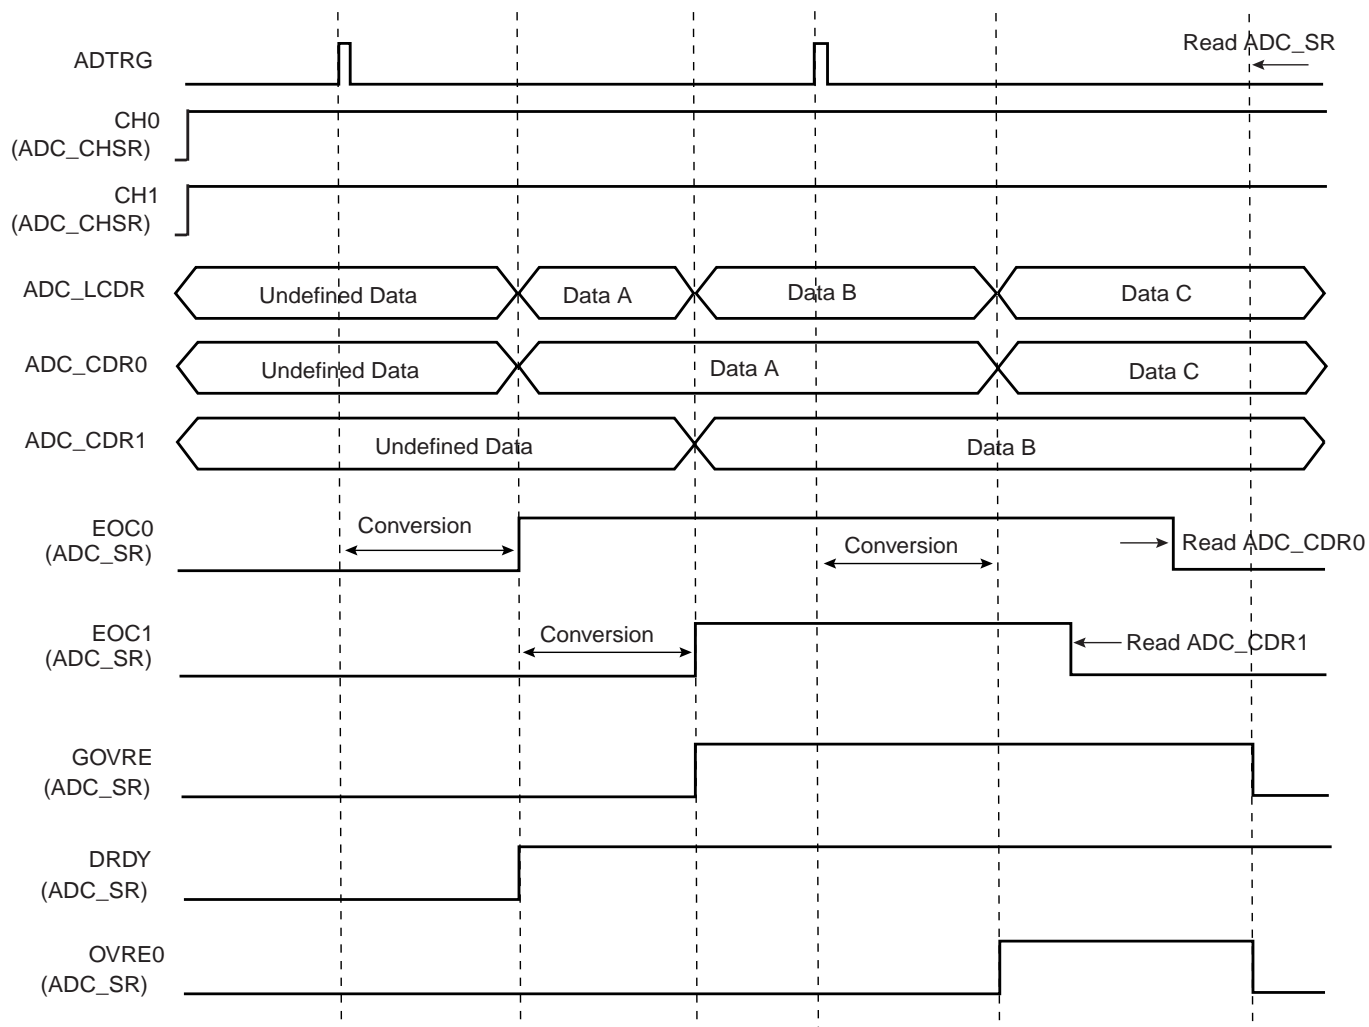 ADTRG
Read ADC_SR
CH0
(ADC_CHSR)
CH1
(ADC_CHSR)
ADC_LCDR
Undefined Data
Data A
Data B
Data C
ADC_CDR0
Undefined Data
Data A
Data C
ADC_CDR1
Undefined Data
Data B
EOC0
(ADC_SR)
Conversion
Conversion
Read ADC_CDR0
EOC1
(ADC_SR)
Conversion
Read ADC_CDR1
GOVRE
(ADC_SR)
DRDY
(ADC_SR)
OVRE0
(ADC_SR)